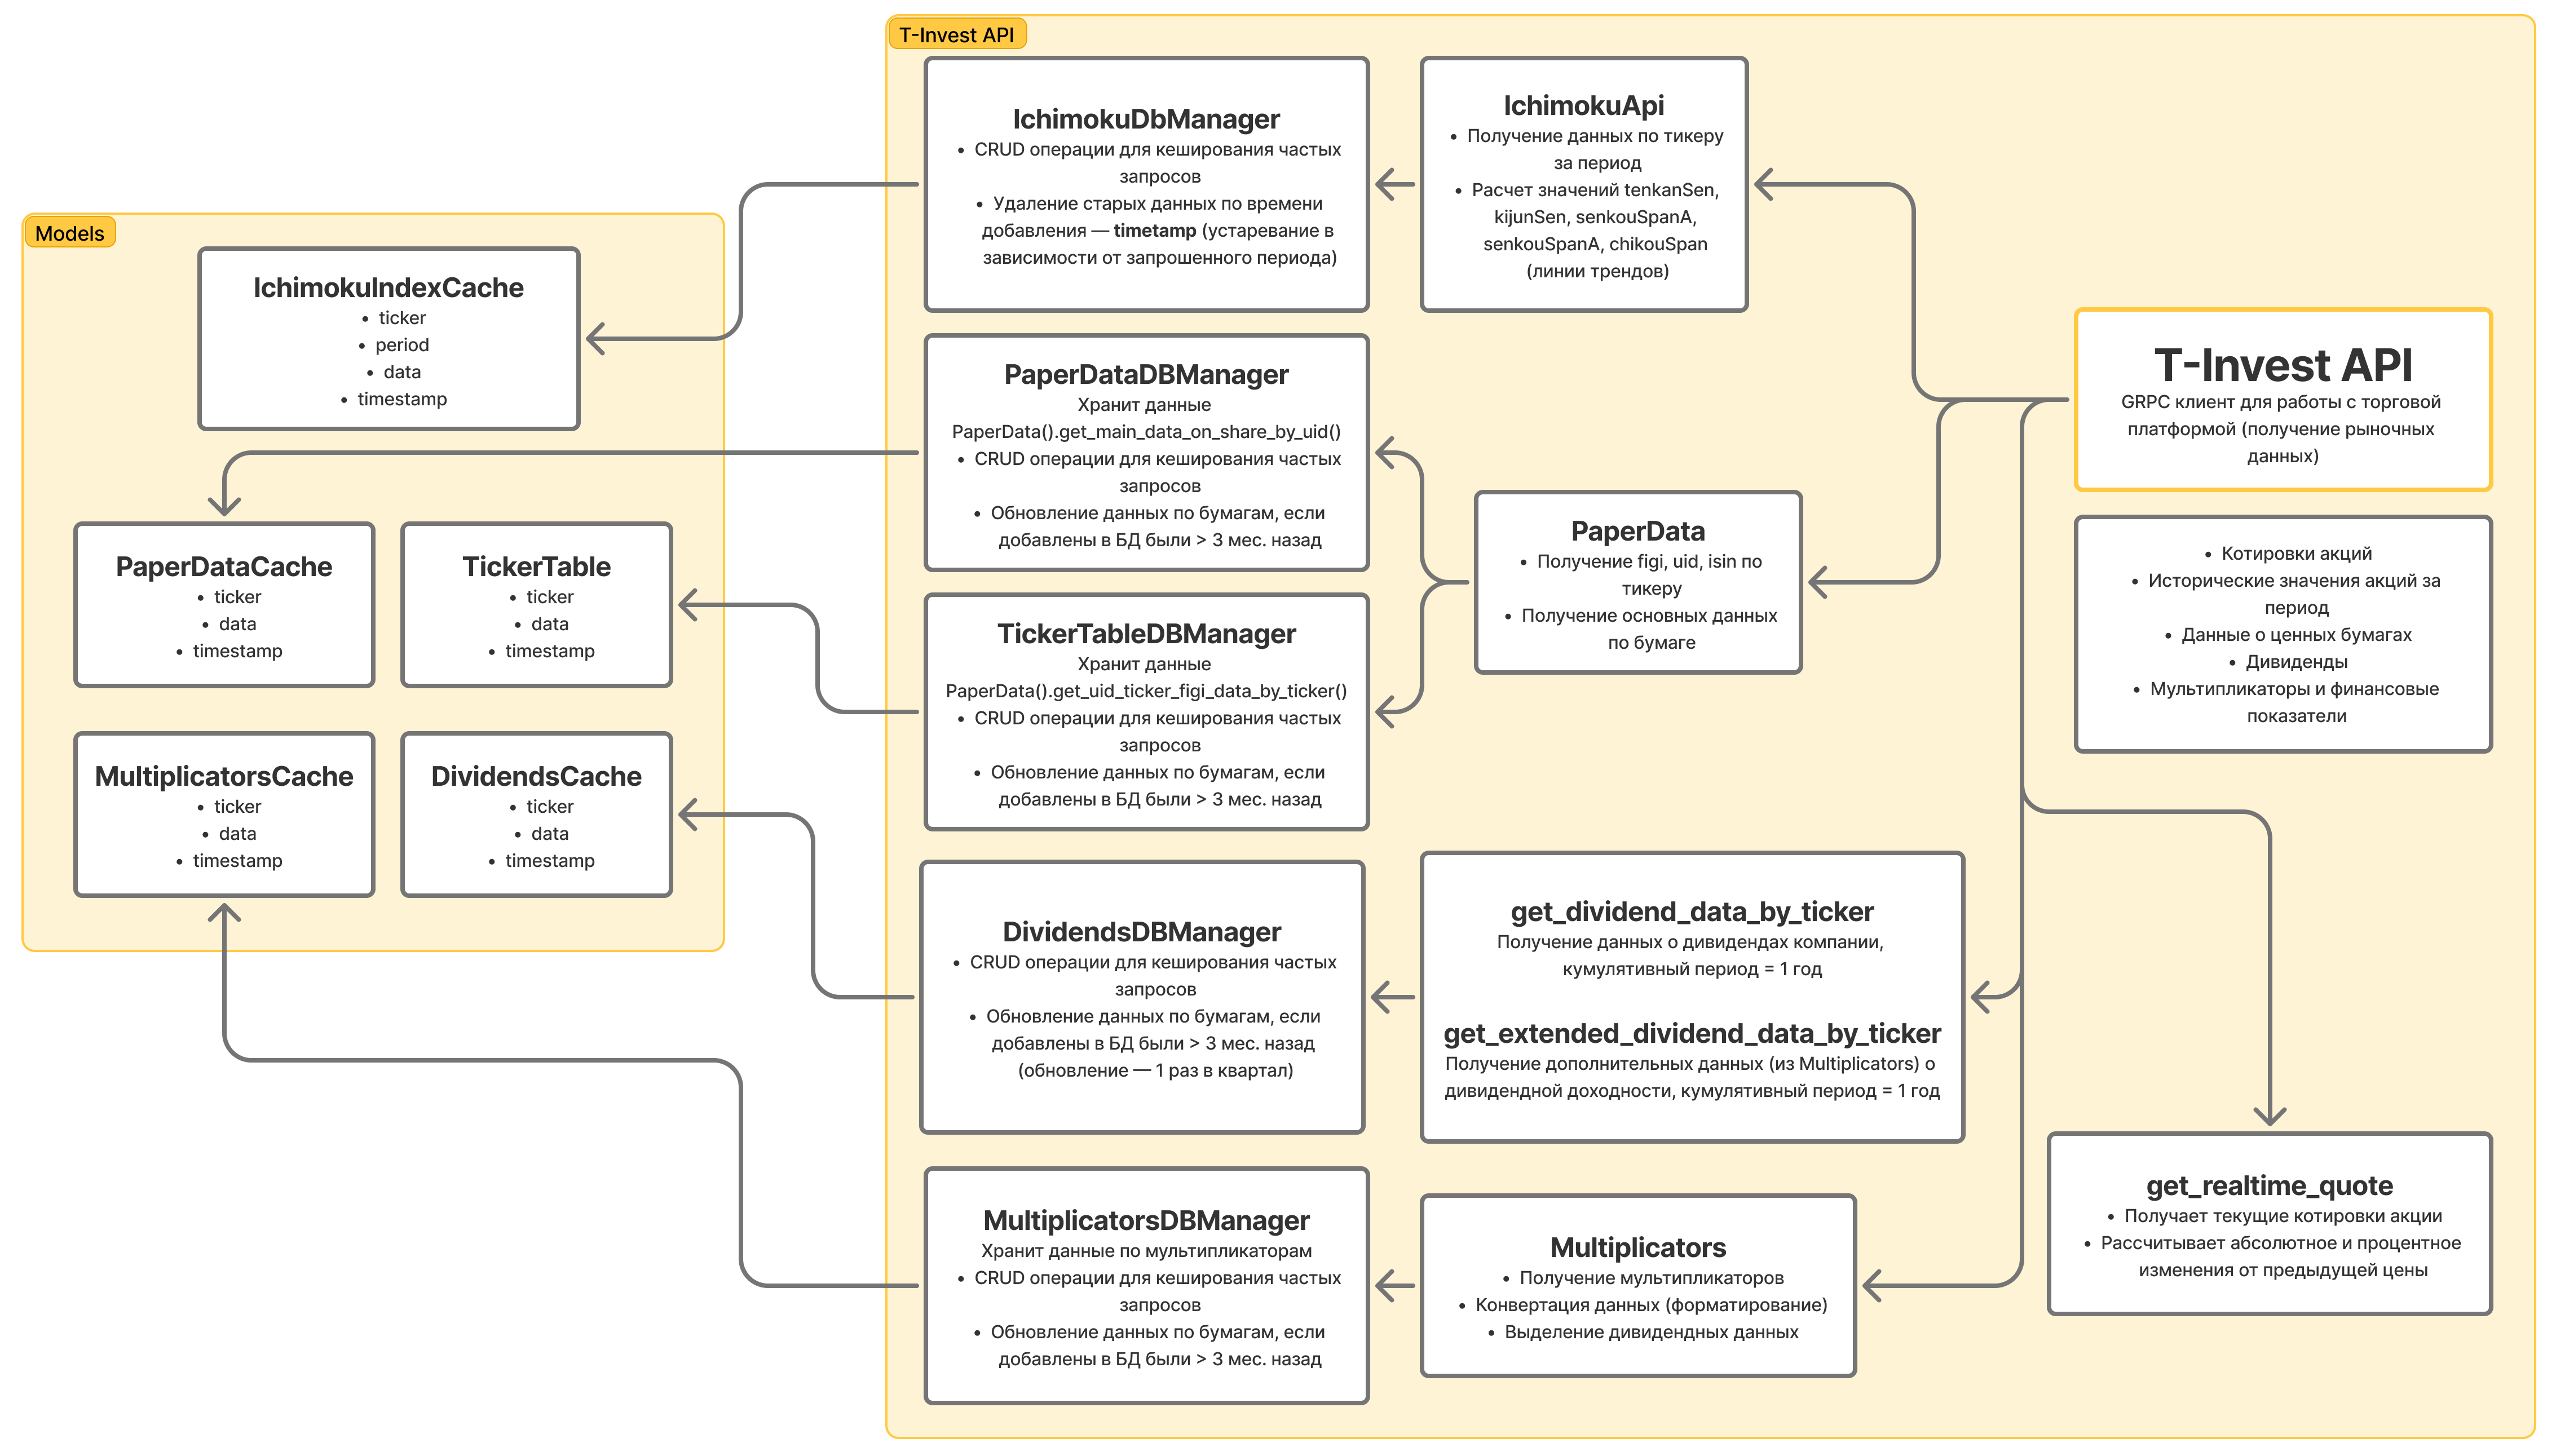 T-Invest API
IchimokuDbManager
• CRUD операции для кеширования частых
запросов
• Удаление старых данных по времени
добавления — timetamp (устаревание в
зависимости от запрошенного периода)
IchimokuApi
• Получение данных по тикеру
за период
• Расчет значений tenkanSen,
kijunSen, senkouSpanA,
senkouSpanA, chikouSpan
(линии трендов)
Models
IchimokuIndexCache
• ticker
• period
• data
• timestamp
PaperDataDBManager
Хранит данные
PaperData().get_main_data_on_share_by_uid()
• CRUD операции для кеширования частых
запросов
• Обновление данных по бумагам, если
добавлены в БД были > 3 мес. назад
T-Invest API
GRPC клиент для работы с торговой
платформой (получение рыночных
данных)
PaperData
• Получение figi, uid, isin по
тикеру
• Получение основных данных
по бумаге
• Котировки акций
• Исторические значения акций за
период
• Данные о ценных бумагах
• Дивиденды
• Мультипликаторы и финансовые
показатели
PaperDataCache
• ticker
• data
• timestamp
TickerTable
• ticker
• data
• timestamp
TickerTableDBManager
Хранит данные
PaperData().get_uid_ticker_figi_data_by_ticker()
• CRUD операции для кеширования частых
запросов
• Обновление данных по бумагам, если
добавлены в БД были > 3 мес. назад
MultiplicatorsCache
• ticker
• data
• timestamp
DividendsCache
• ticker
• data
• timestamp
DividendsDBManager
• CRUD операции для кеширования частых
запросов
• Обновление данных по бумагам, если
добавлены в БД были > 3 мес. назад
(обновление — 1 раз в квартал)
get_dividend_data_by_ticker
Получение данных о дивидендах компании,
кумулятивный период = 1 год
get_extended_dividend_data_by_ticker
Получение дополнительных данных (из Multiplicators) о
дивидендной доходности, кумулятивный период = 1 год
MultiplicatorsDBManager
Хранит данные по мультипликаторам
• CRUD операции для кеширования частых
запросов
• Обновление данных по бумагам, если
добавлены в БД были > 3 мес. назад
Multiplicators
• Получение мультипликаторов
• Конвертация данных (форматирование)
• Выделение дивидендных данных
get_realtime_quote
• Получает текущие котировки акции
• Рассчитывает абсолютное и процентное
изменения от предыдущей цены